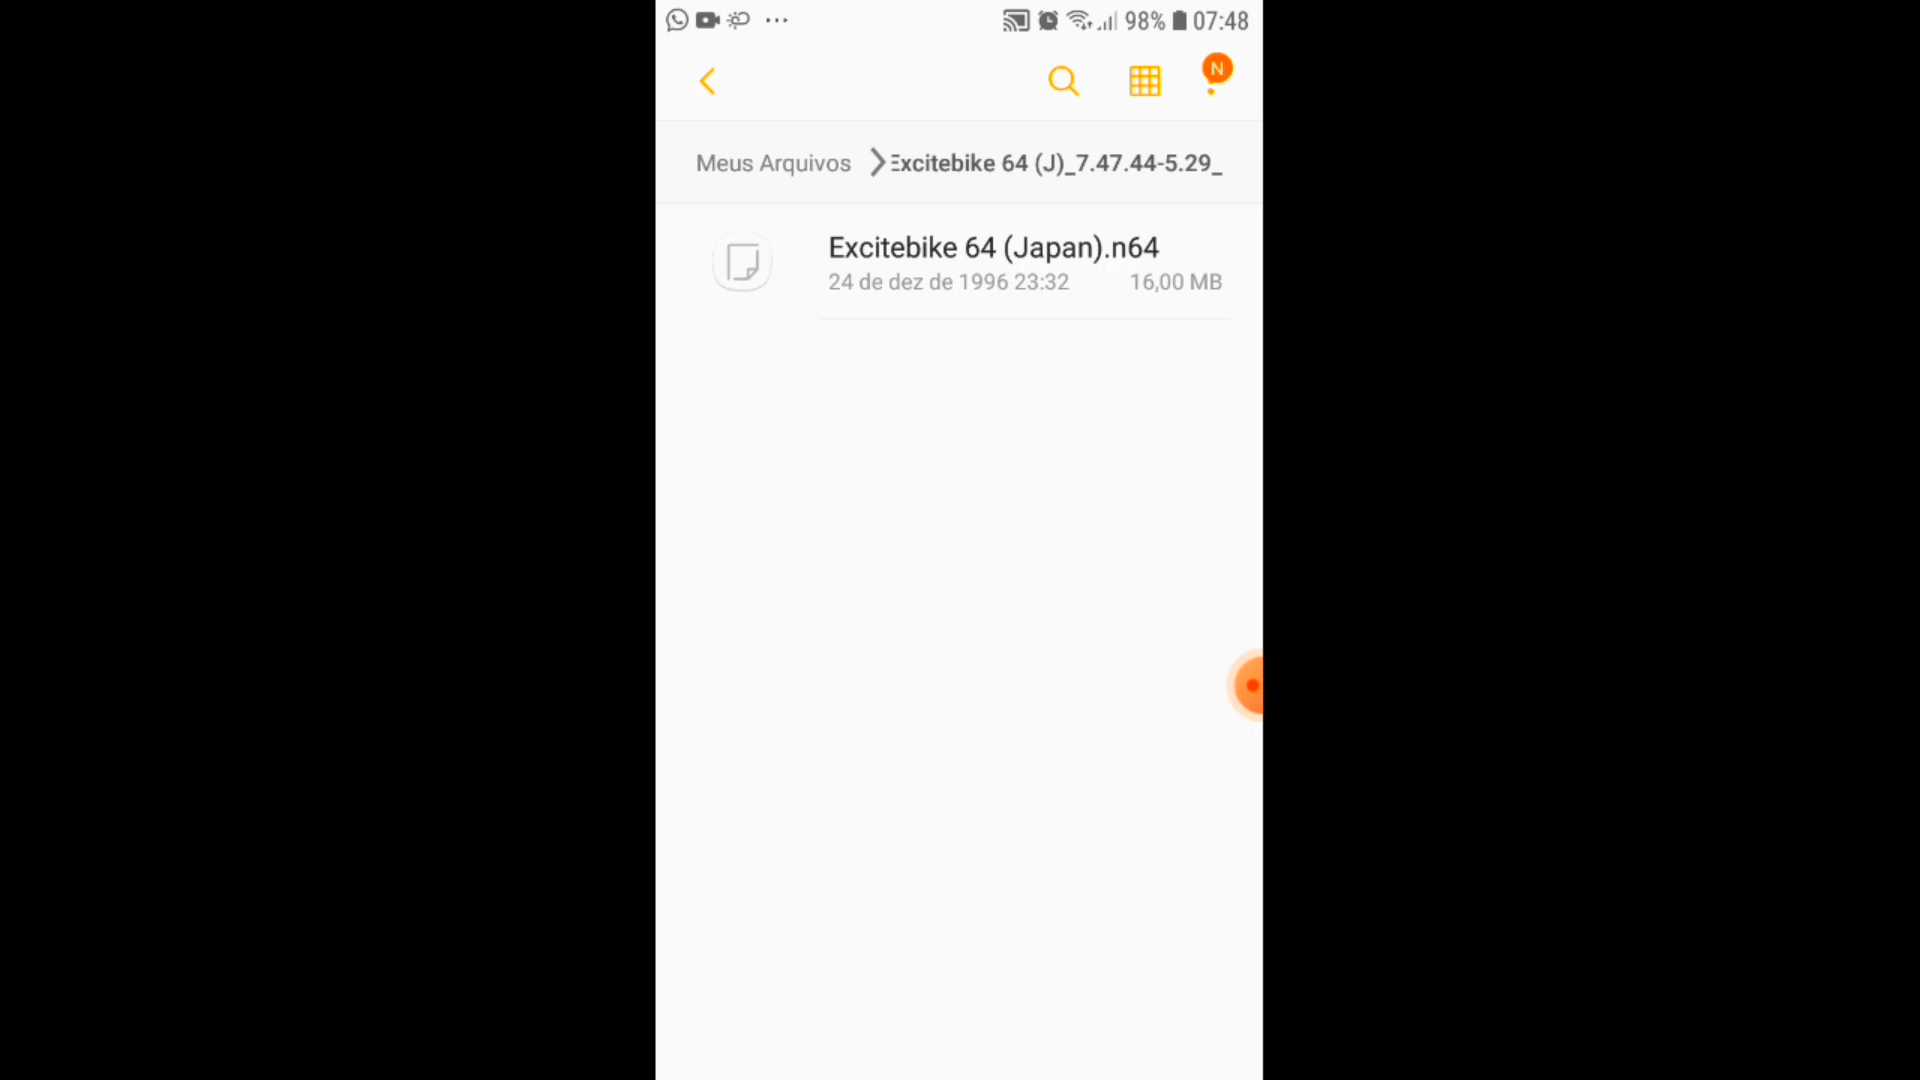 98% 07:48
N
Meus Arquivos Excitebike 64 (J)_7.47.44-5.29_
Excitebike 64 (Japan).n64
24 de dez de 1996 23:32 16,00 MB